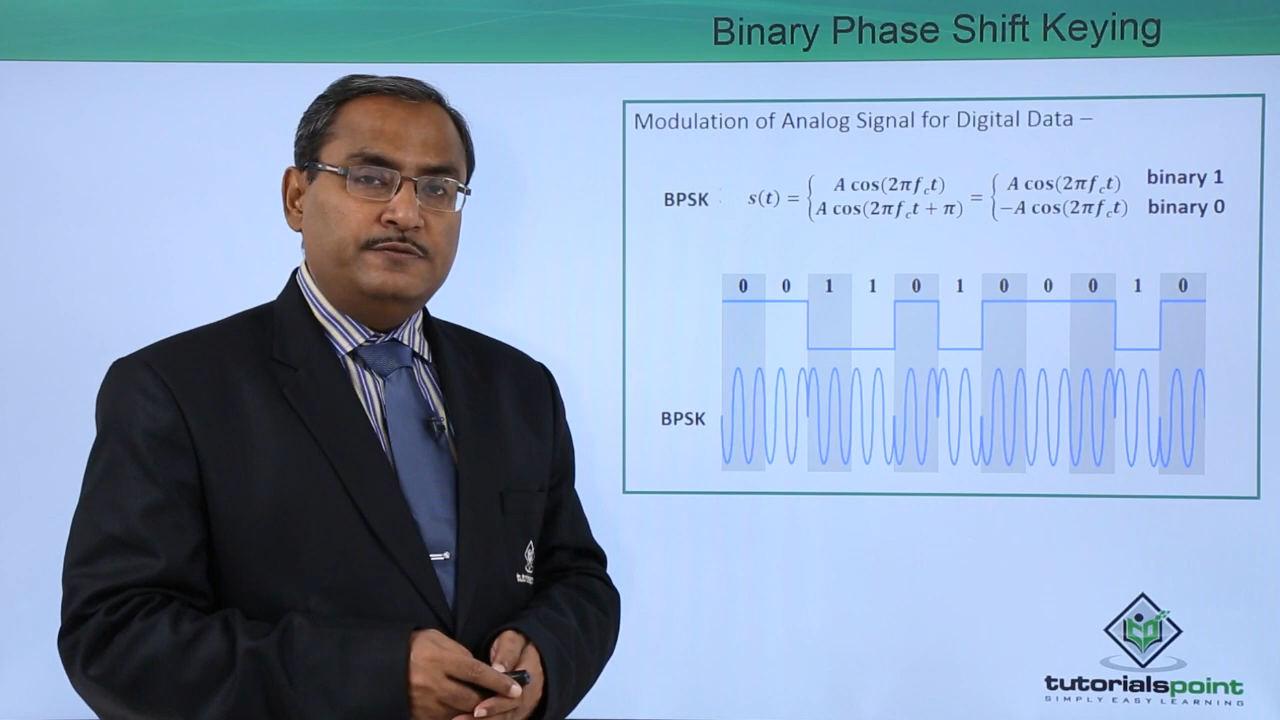 Binary Phase Shift Keying
Modulation of Analog Signal for Digital Data –
BPSK s(t) = { A cos(2πf_c t) = { A cos(2πf_c t) binary 1
A cos(2πf_c t + π) −A cos(2πf_c t) binary 0
0 0 1 1 0 1 0 0 0 1 0
BPSK
tutorialspoint
SIMPLY EASY LEARNING